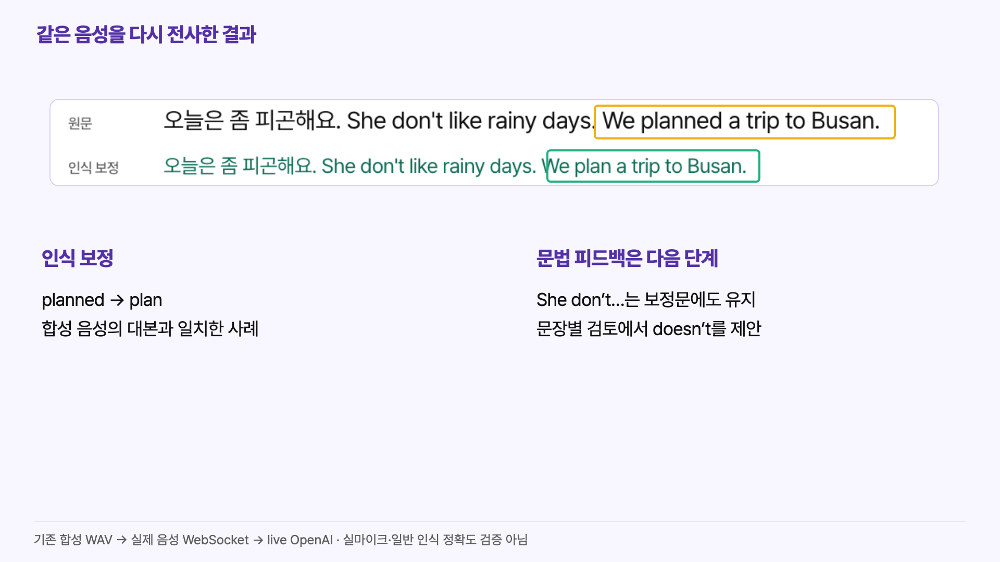 같은 음성을 다시 전사한 결과
원문 오늘은 좀 피곤해요. She don't like rainy days. We planned a trip to Busan.
인식 보정 오늘은 좀 피곤해요. She don't like rainy days. We plan a trip to Busan.
인식 보정
planned → plan
합성 음성의 대본과 일치한 사례
문법 피드백은 다음 단계
She don’t…는 보정문에도 유지
문장별 검토에서 doesn’t를 제안
기존 합성 WAV → 실제 음성 WebSocket → live OpenAI · 실마이크·일반 인식 정확도 검증 아님